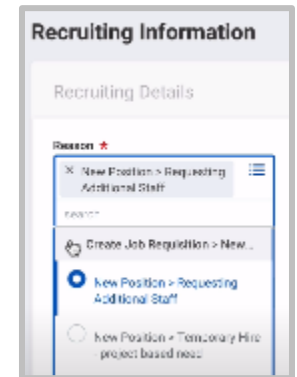 Recruiting Information
Recruiting Details
Reason *
× New Position > Requesting
Additional Staff
search
Create Job Requisition > New...
New Position > Requesting
Additional Staff
New Position > Temporary Hire
- project based need